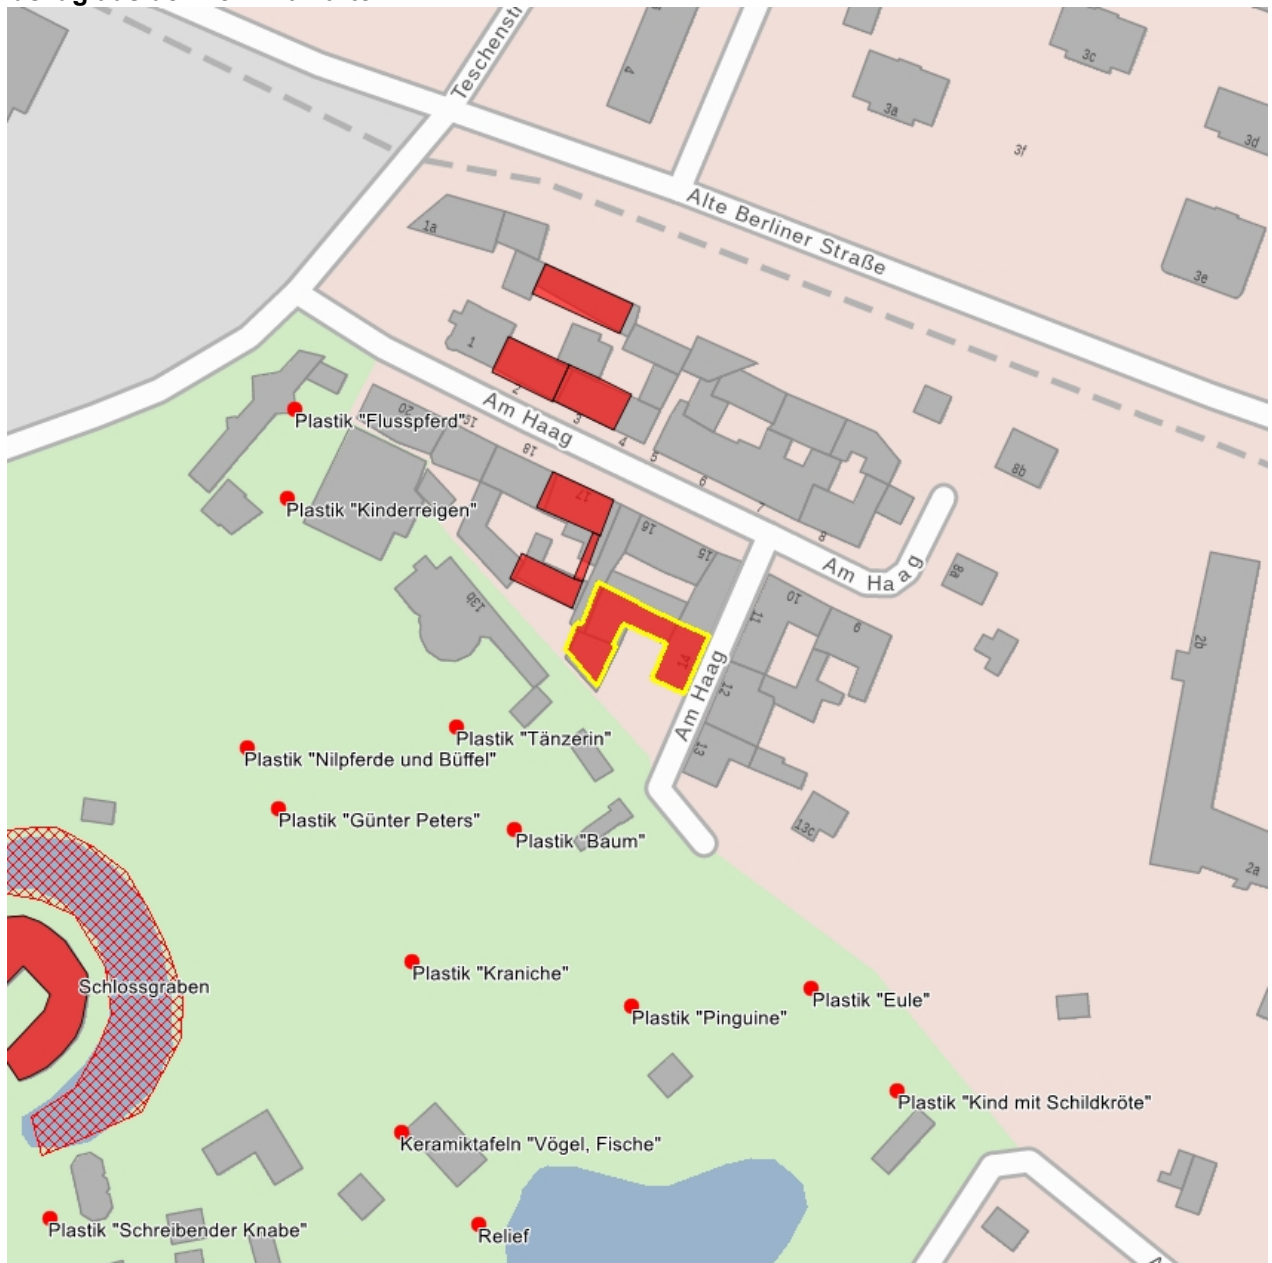 Teschenstr
4
3c
3a
3d
3f
Alte Berliner Straße
1a
3e
1
2
3
4
5
6
7
8
Am Haag
20
19
18
17
16
15
Plastik "Flusspferd"
8b
Plastik "Kinderreigen"
Am Haag
8a
13b
10
11
9
2b
14
12
Am Haag
13
Plastik "Tänzerin"
Plastik "Nilpferde und Büffel"
Plastik "Günter Peters"
Plastik "Baum"
13c
2a
Plastik "Kraniche"
Schlossgraben
Plastik "Eule"
Plastik "Pinguine"
Plastik "Kind mit Schildkröte"
Keramiktafeln "Vögel, Fische"
Plastik "Schreibender Knabe"
Relief